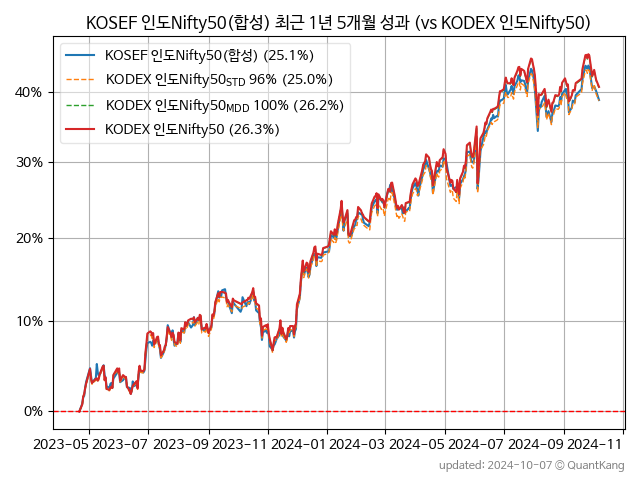 KOSEF 인도Nifty50(합성) 최근 1년 5개월 성과 (vs KODEX 인도Nifty50)
KOSEF 인도Nifty50(합성) (25.1%)
KODEX 인도Nifty50STD 96% (25.0%)
KODEX 인도Nifty50MDD 100% (26.2%)
KODEX 인도Nifty50 (26.3%)
40%
30%
20%
10%
0%
2023-05 2023-07 2023-09 2023-11 2024-01 2024-03 2024-05 2024-07 2024-09 2024-11
updated: 2024-10-07 © QuantKang